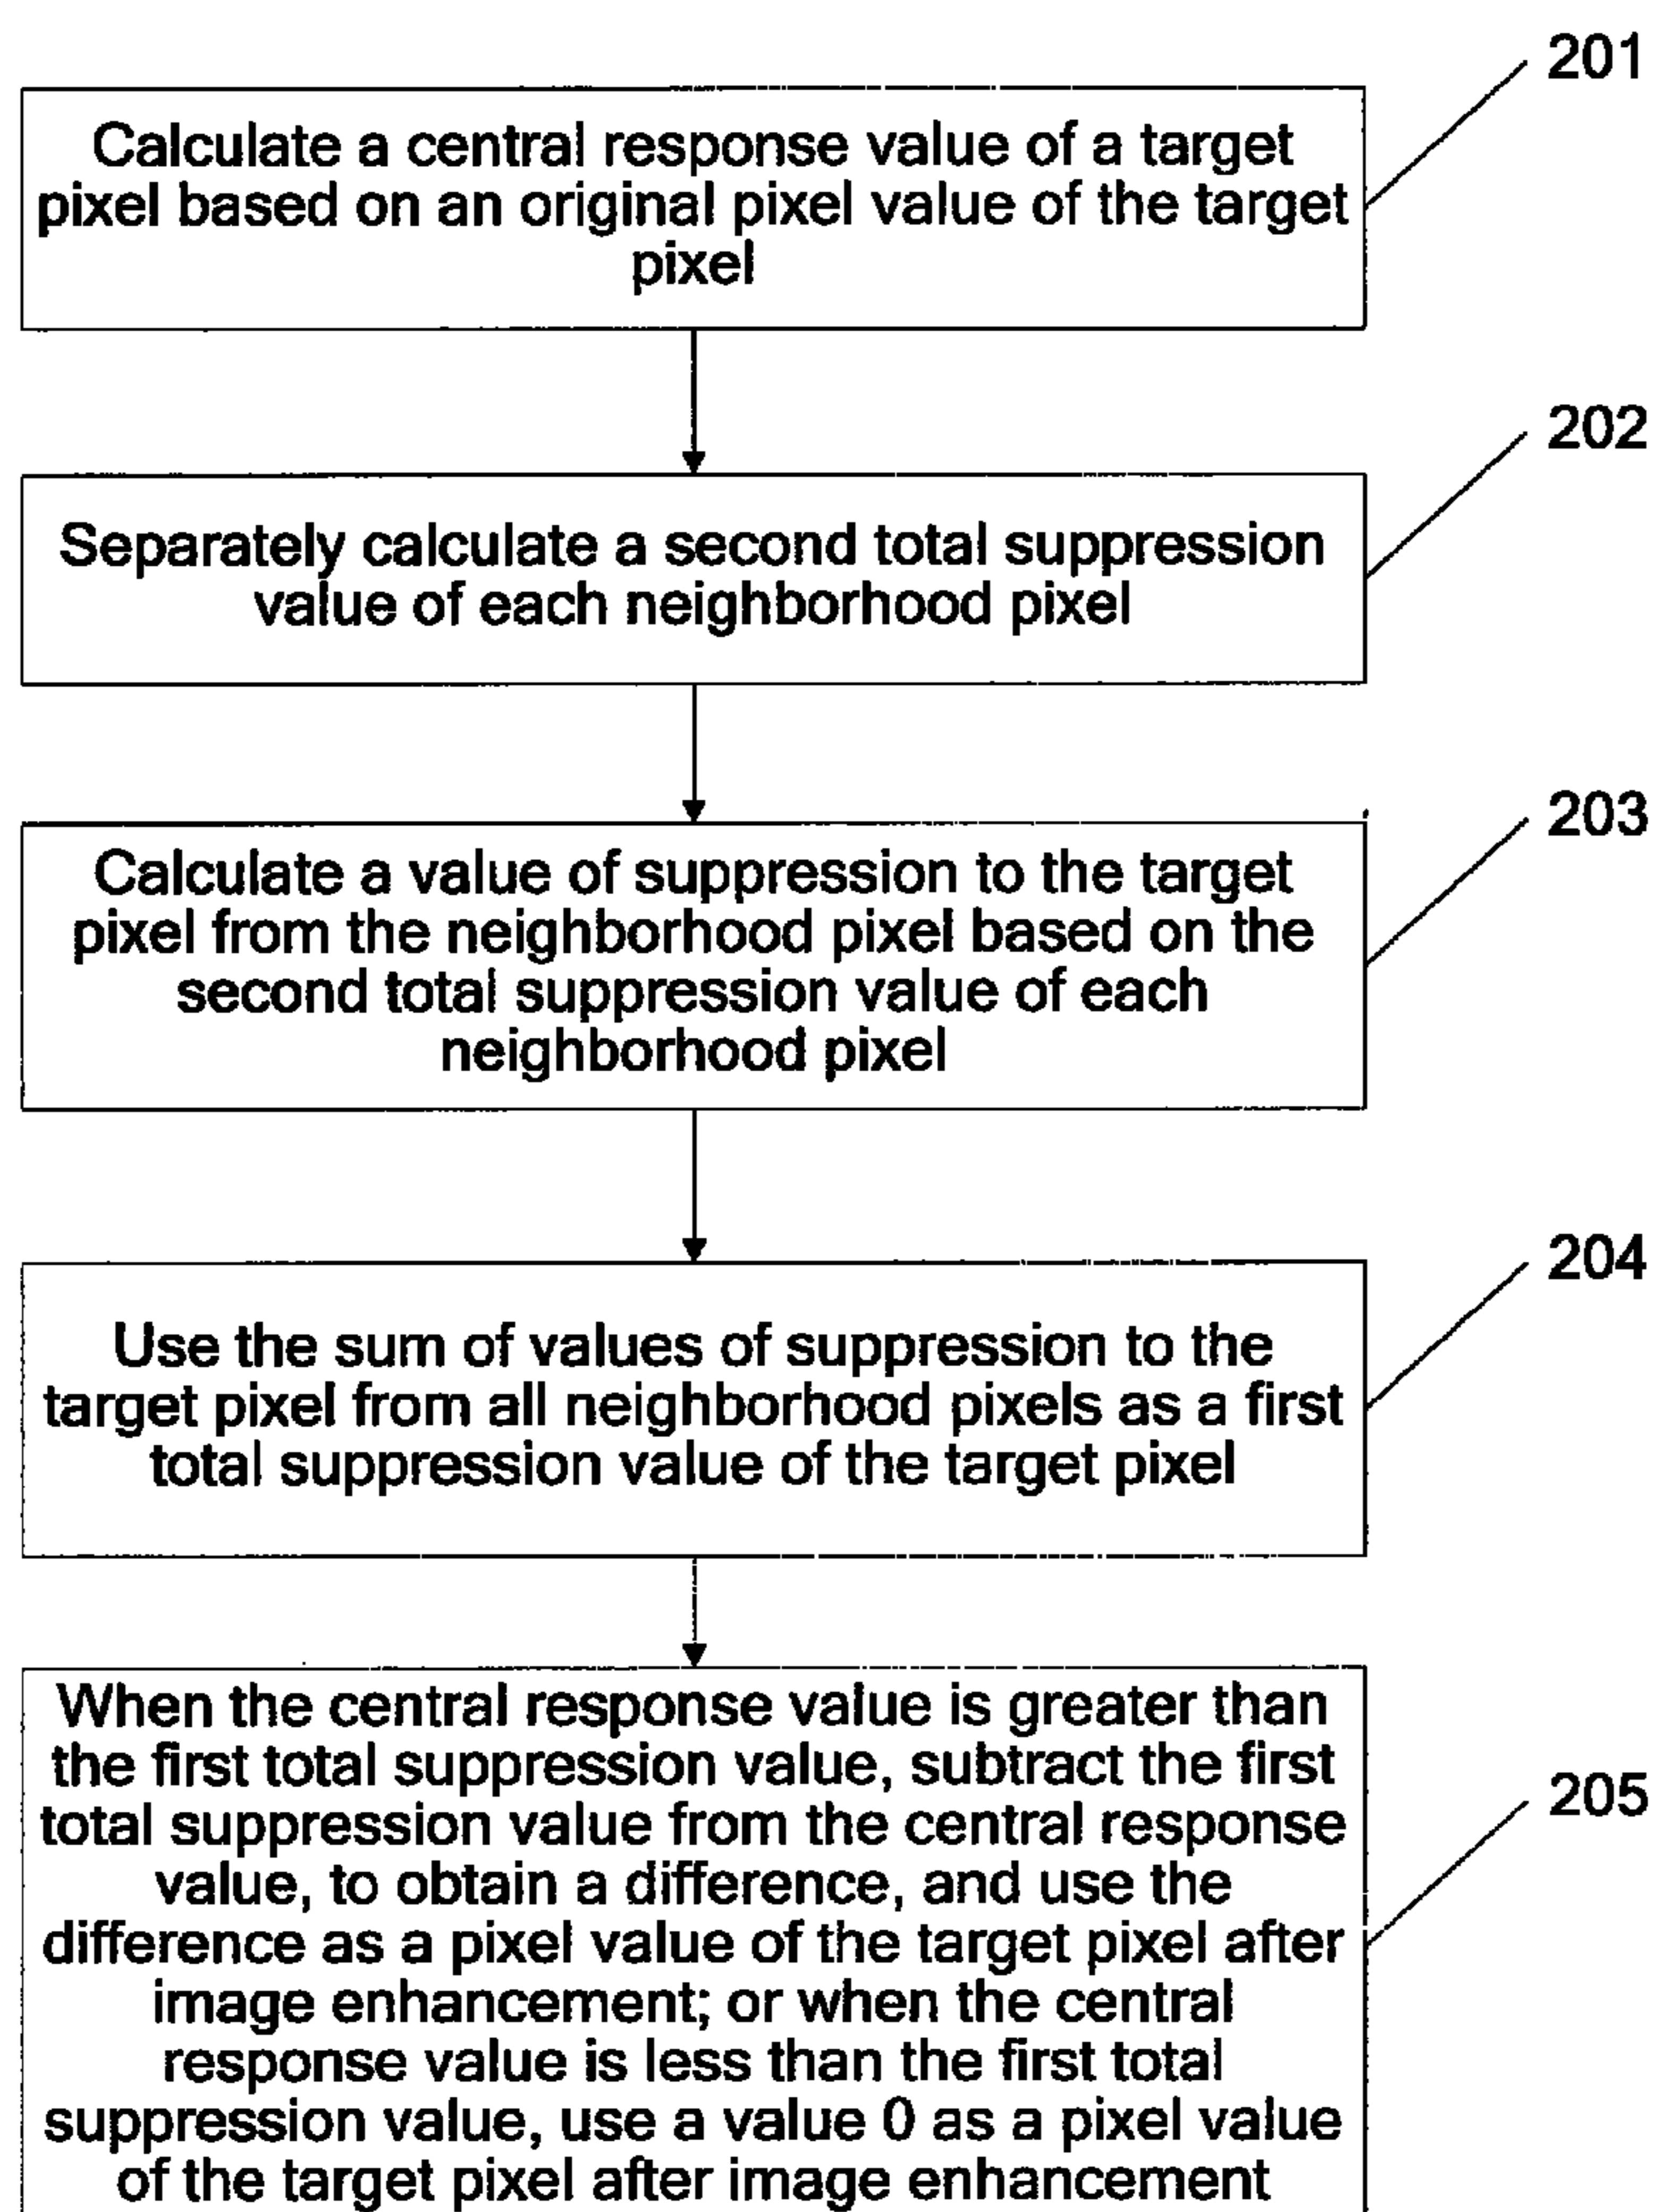 201
Calculate a central response value of a target
pixel based on an original pixel value of the target
pixel
202
Separately calculate a second total suppression
value of each neighborhood pixel
203
Calculate a value of suppression to the target
pixel from the neighborhood pixel based on the
second total suppression value of each
neighborhood pixel
204
Use the sum of values of suppression to the
target pixel from all neighborhood pixels as a first
total suppression value of the target pixel
205
When the central response value is greater than
the first total suppression value, subtract the first
total suppression value from the central response
value, to obtain a difference, and use the
difference as a pixel value of the target pixel after
image enhancement; or when the central
response value is less than the first total
suppression value, use a value 0 as a pixel value
of the target pixel after image enhancement